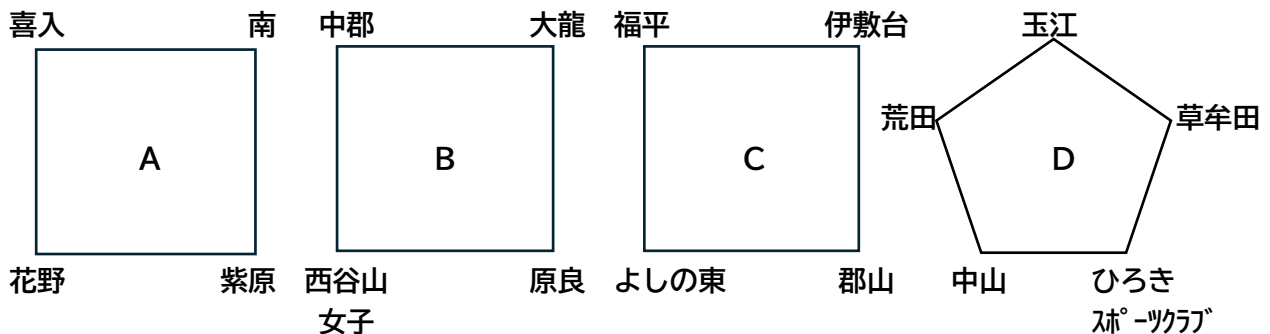 喜入 南 中郡 大龍 福平 伊敷台 玉江
荒田 草牟田
A B C D
花野 紫原 西谷山 原良 よしの東 郡山 中山 ひろき
女子 ｽﾎﾟｰﾂクラブ